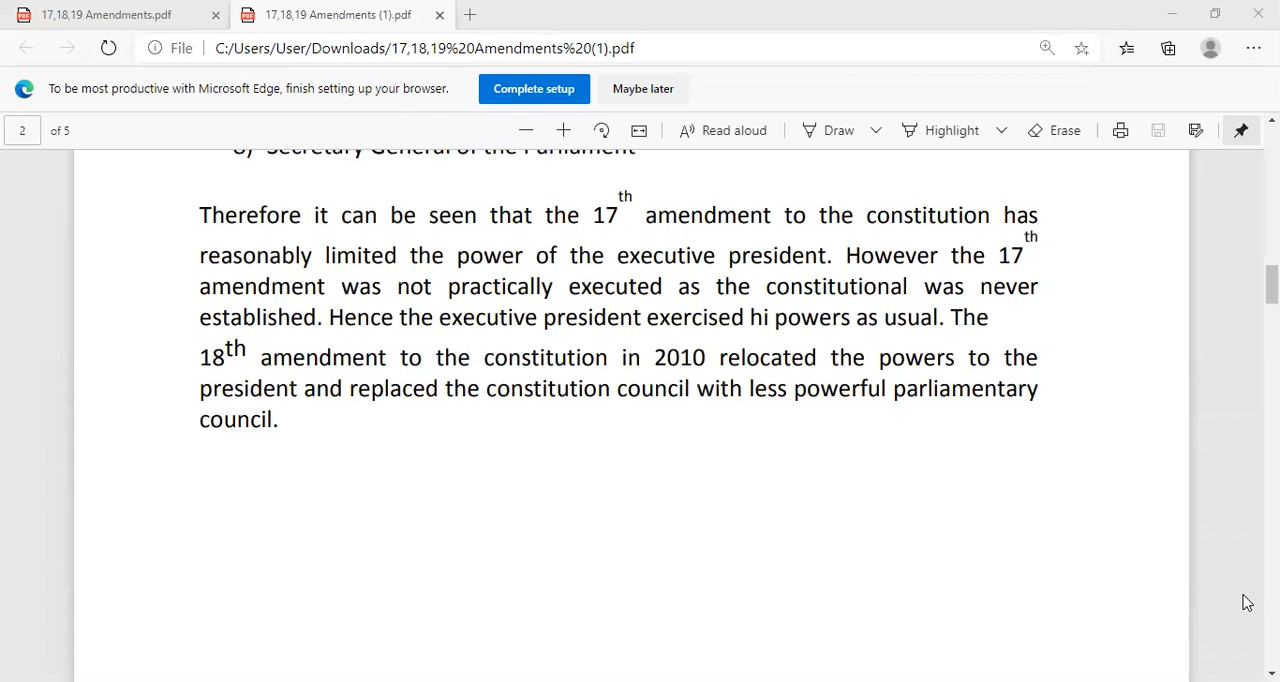 17,18,19 Amendments.pdf
17,18,19 Amendments (1).pdf
File
C:/Users/User/Downloads/17,18,19%20Amendments%20(1).pdf
To be most productive with Microsoft Edge, finish setting up your browser.
Complete setup
Maybe later
2 of 5
Read aloud
Draw
Highlight
Erase
8) Secretary General of the Parliament
Therefore it can be seen that the 17th amendment to the constitution has
reasonably limited the power of the executive president. However the 17th
amendment was not practically executed as the constitutional was never
established. Hence the executive president exercised hi powers as usual. The
18th amendment to the constitution in 2010 relocated the powers to the
president and replaced the constitution council with less powerful parliamentary
council.